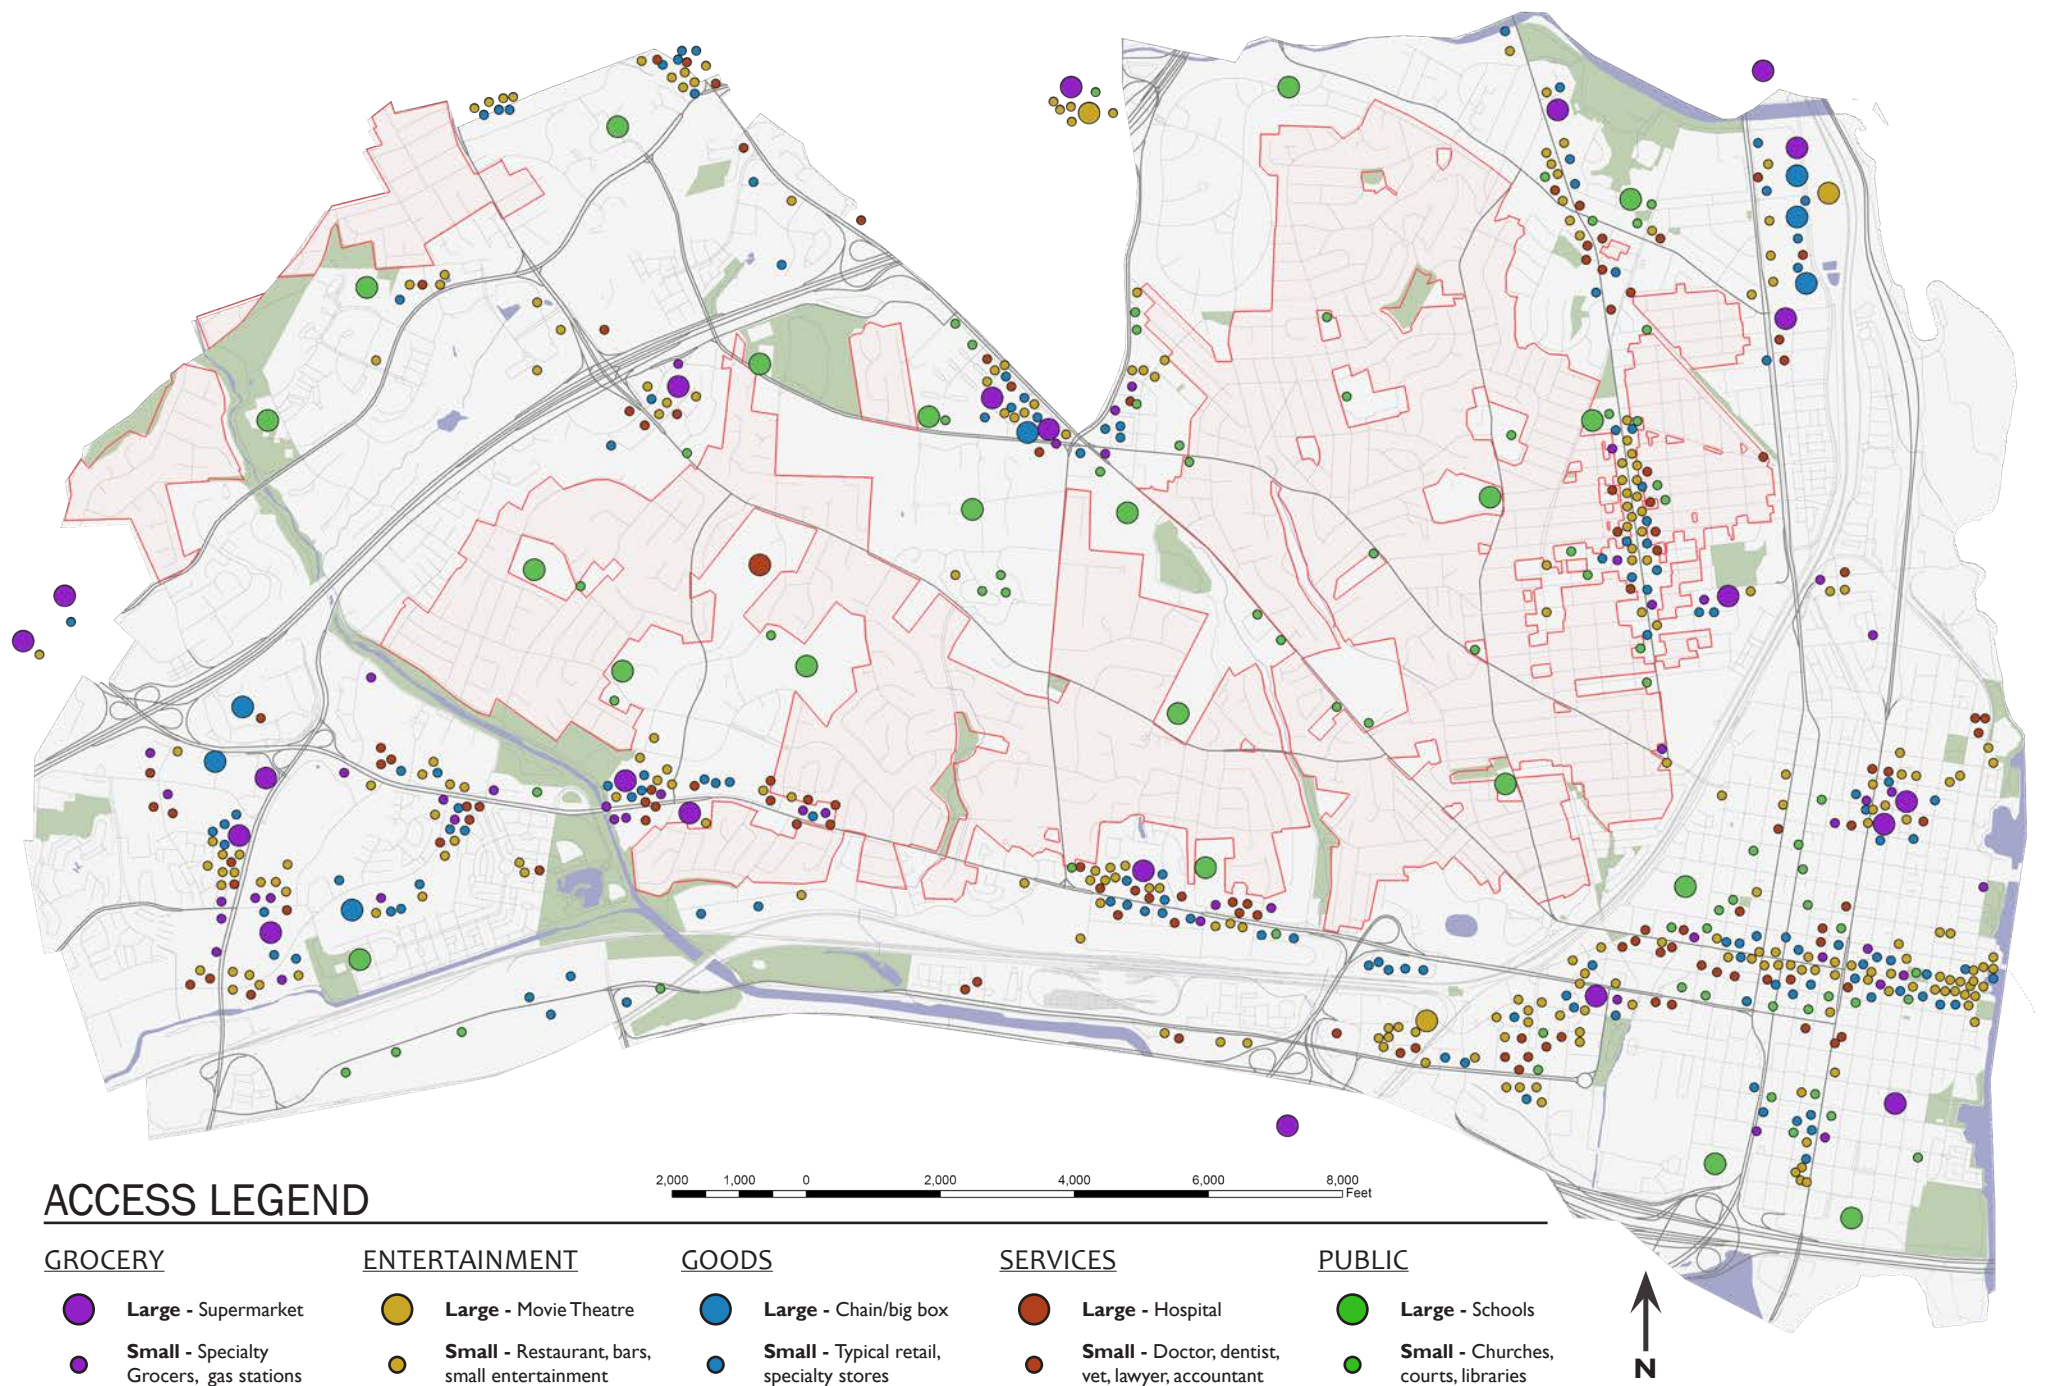 2,000 1,000 0 2,000 4,000 6,000 8,000
Feet
ACCESS LEGEND
GROCERY
Large - Supermarket
Small - Specialty
Grocers, gas stations
ENTERTAINMENT
Large - Movie Theatre
Small - Restaurant, bars,
small entertainment
GOODS
Large - Chain/big box
Small - Typical retail,
specialty stores
SERVICES
Large - Hospital
Small - Doctor, dentist,
vet, lawyer, accountant
PUBLIC
Large - Schools
Small - Churches,
courts, libraries
N